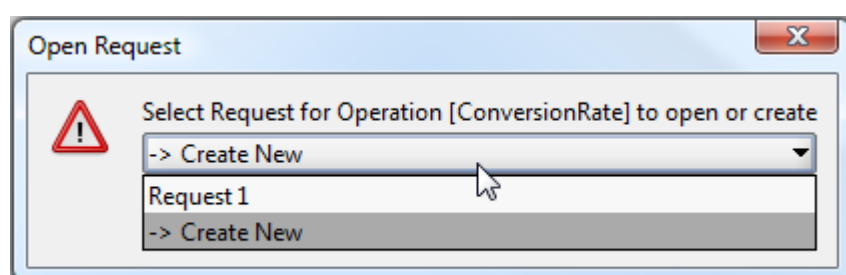 Open Request
Select Request for Operation [ConversionRate] to open or create
-> Create New
Request 1
-> Create New